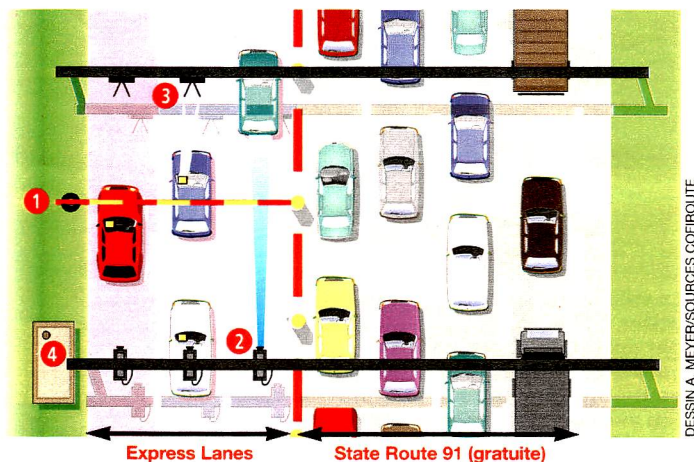 3
1
2
4
Express Lanes
State Route 91 (gratuite)
DESSIN A. MEYER/SOURCES COFIROUTE